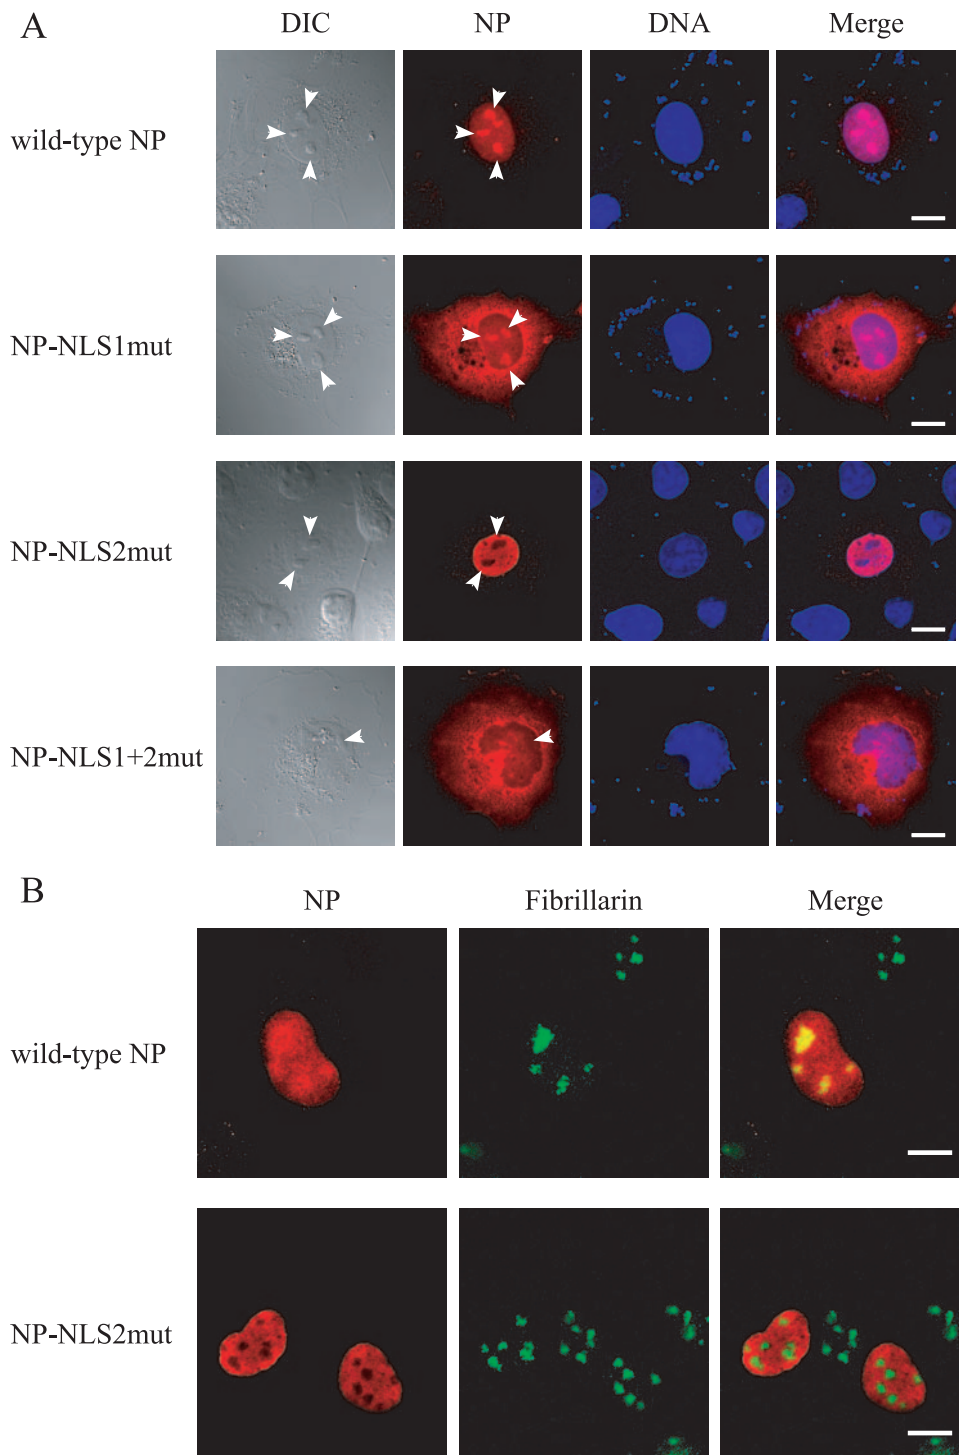 A
DIC NP DNA Merge
wild-type NP
NP-NLS1mut
NP-NLS2mut
NP-NLS1+2mut
B
NP Fibrillarin Merge
wild-type NP
NP-NLS2mut